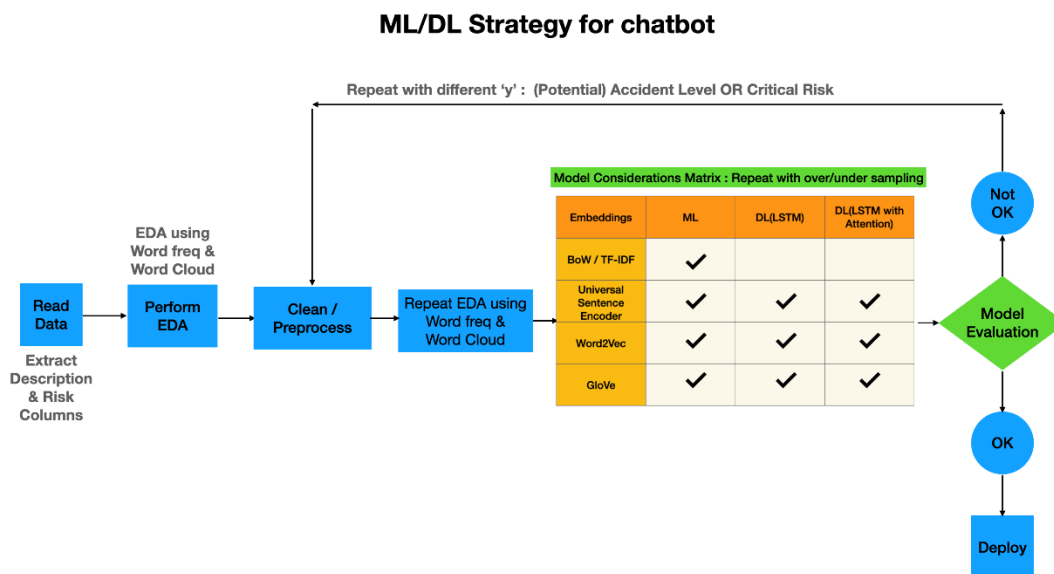 ML/DL Strategy for chatbot
Repeat with different ‘y’ :  (Potential) Accident Level OR Critical Risk
Model Considerations Matrix : Repeat with over/under sampling
EDA using
Word freq &
Word Cloud
Read
Data
Extract
Description
& Risk
Columns
Perform
EDA
Clean /
Preprocess
Repeat EDA using
Word freq &
Word Cloud
Embeddings
ML
DL(LSTM)
DL(LSTM with
Attention)
BoW / TF-IDF
Universal
Sentence
Encoder
Word2Vec
GloVe
Model
Evaluation
Not
OK
OK
Deploy